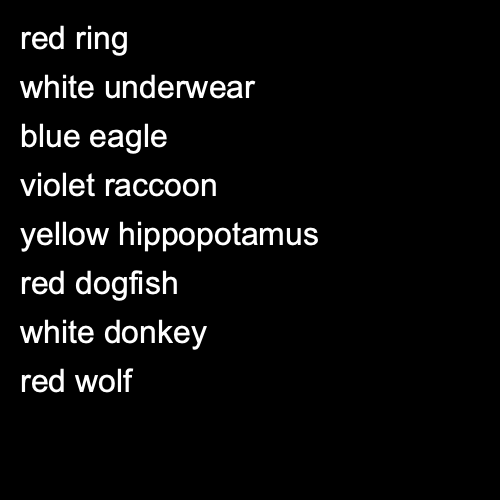 red ring
white underwear
blue eagle
violet raccoon
yellow hippopotamus
red dogfish
white donkey
red wolf